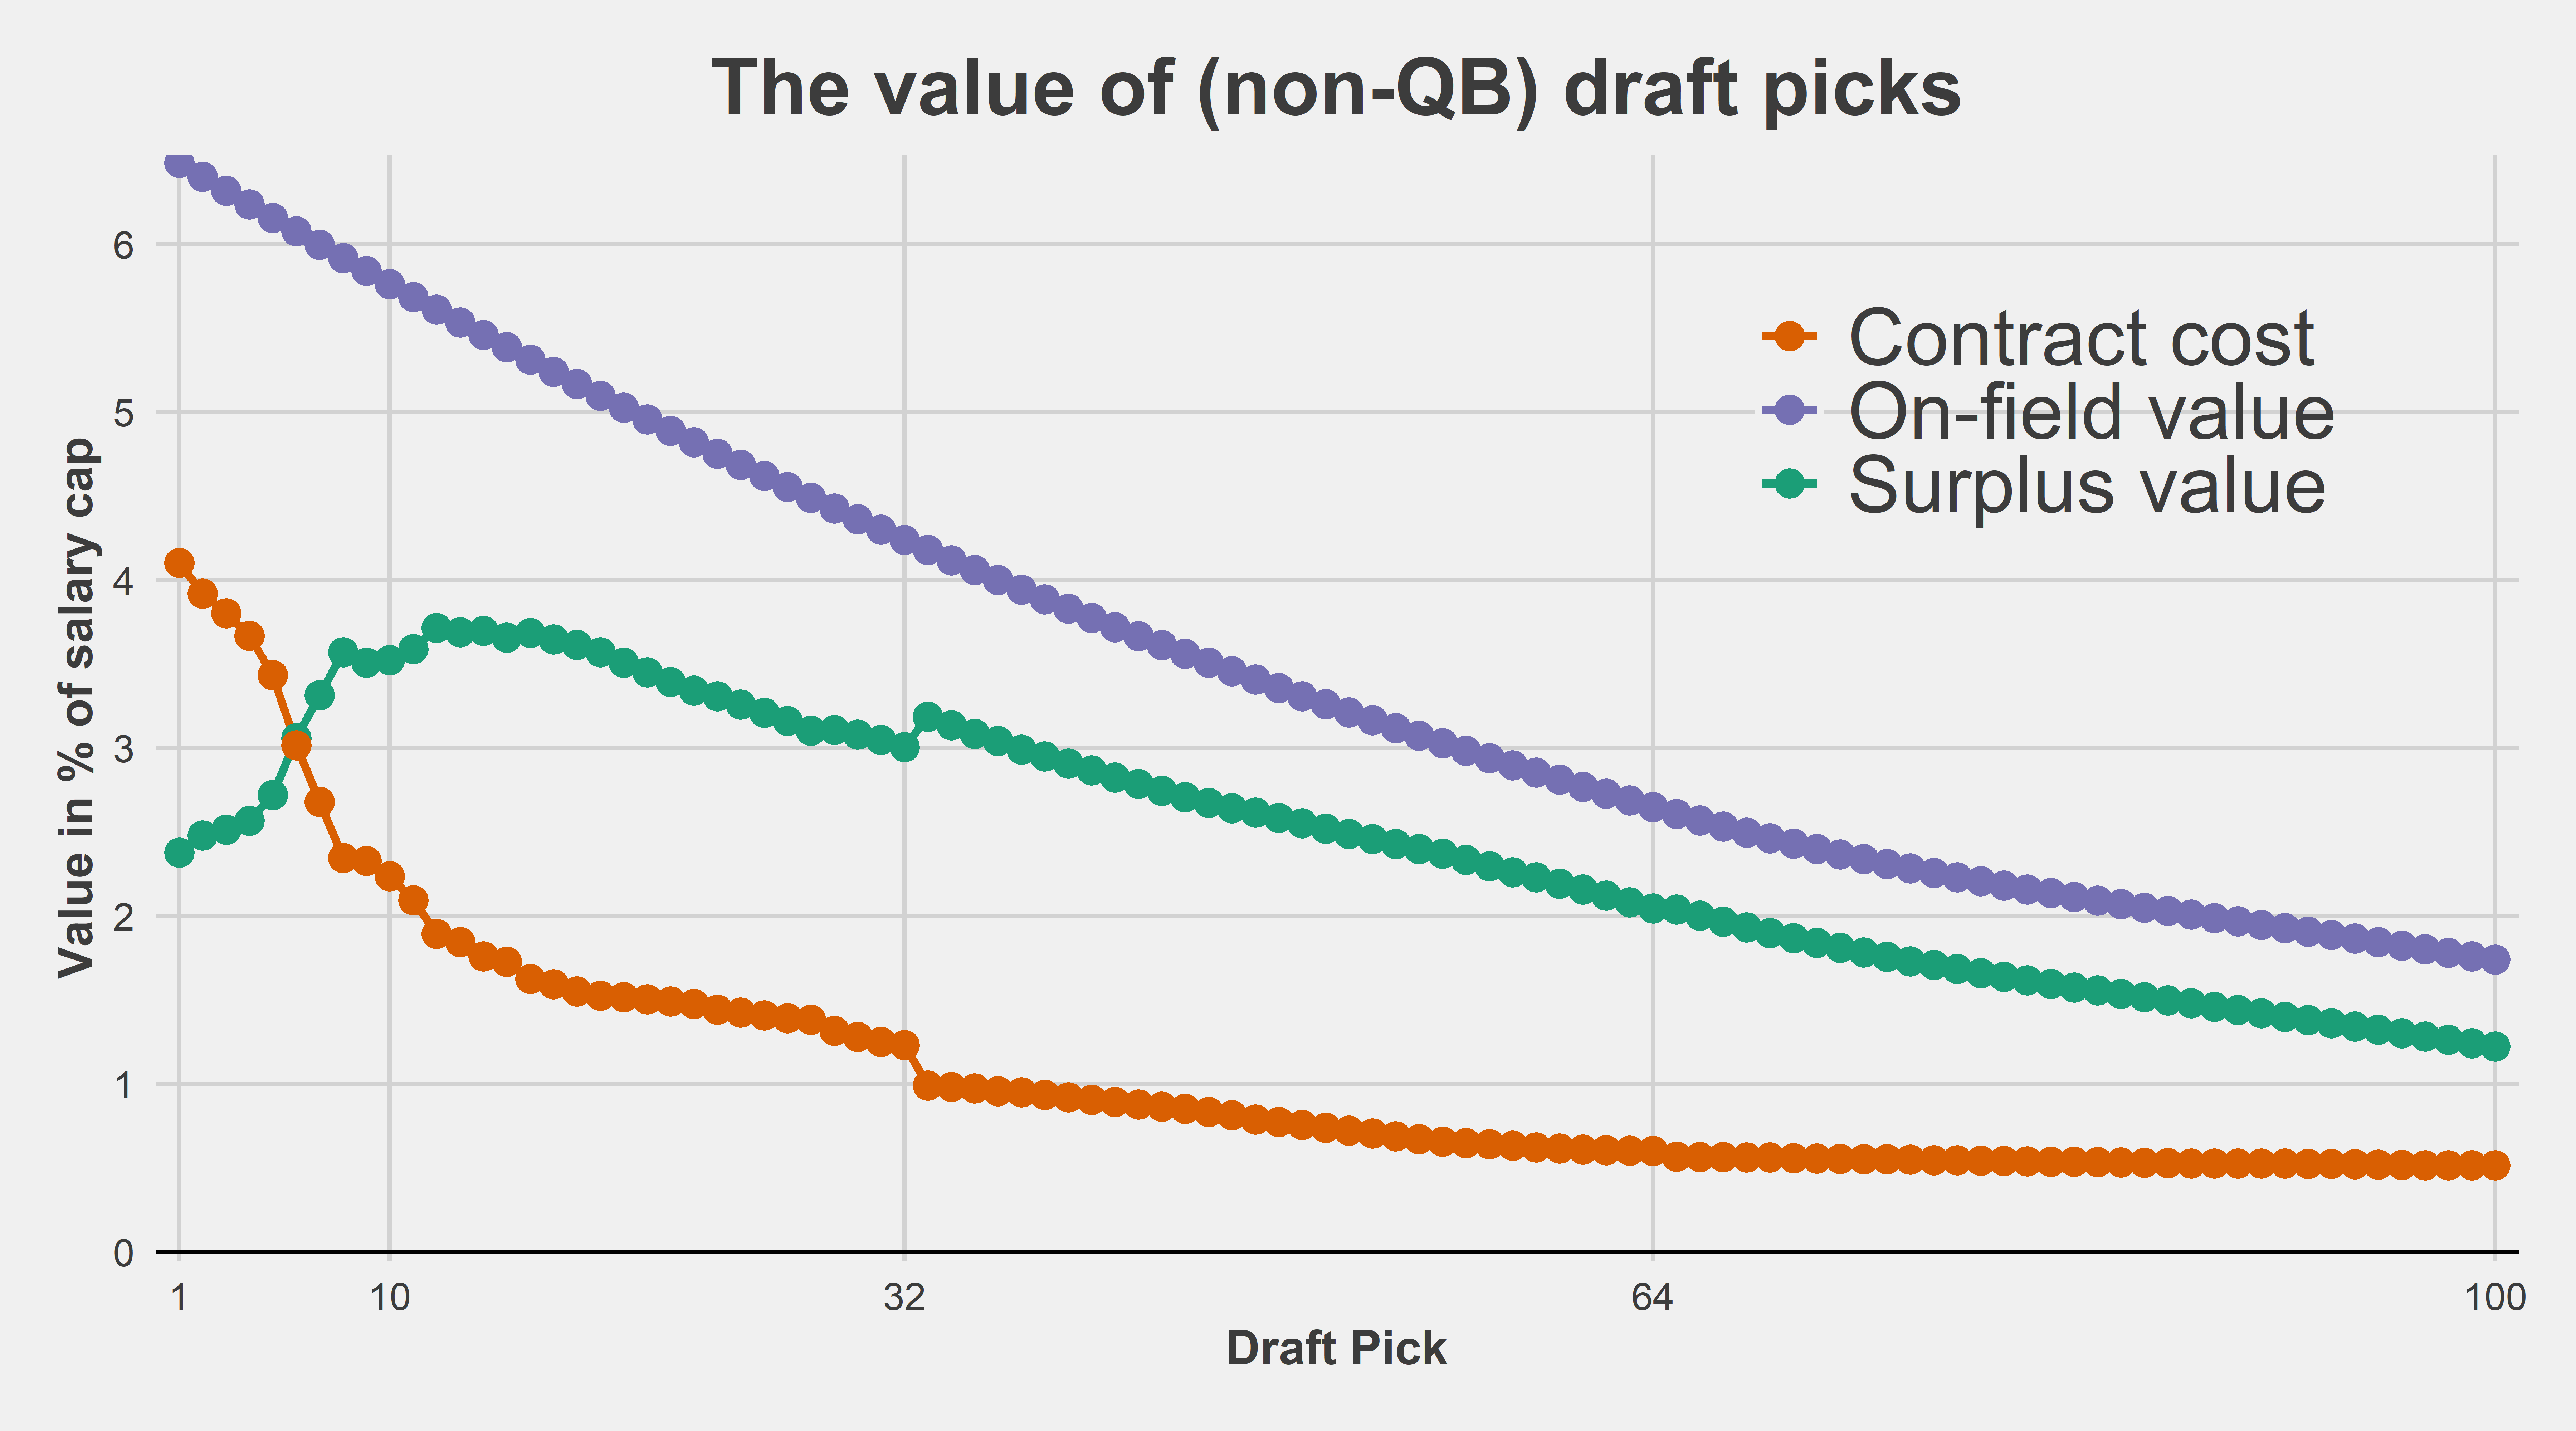 The value of (non-QB) draft picks
Value in % of salary cap
6
5
4
3
2
1
0
Contract cost
On-field value
Surplus value
1 10 32 64 100
Draft Pick